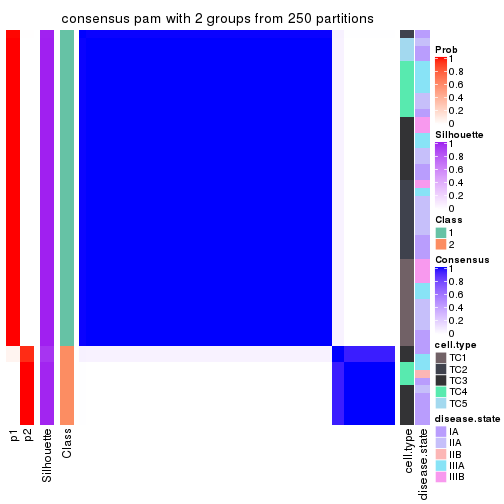 consensus pam with 2 groups from 250 partitions
Prob
1
0.8
0.6
0.4
0.2
0
Silhouette
1
0.8
0.6
0.4
0.2
0
Class
1
2
Consensus
1
0.8
0.6
0.4
0.2
0
cell.type
TC1
TC2
TC3
TC4
TC5
disease.state
IA
IIA
IIB
IIIA
IIIB
p1
p2
Silhouette
Class
cell.type
disease.state